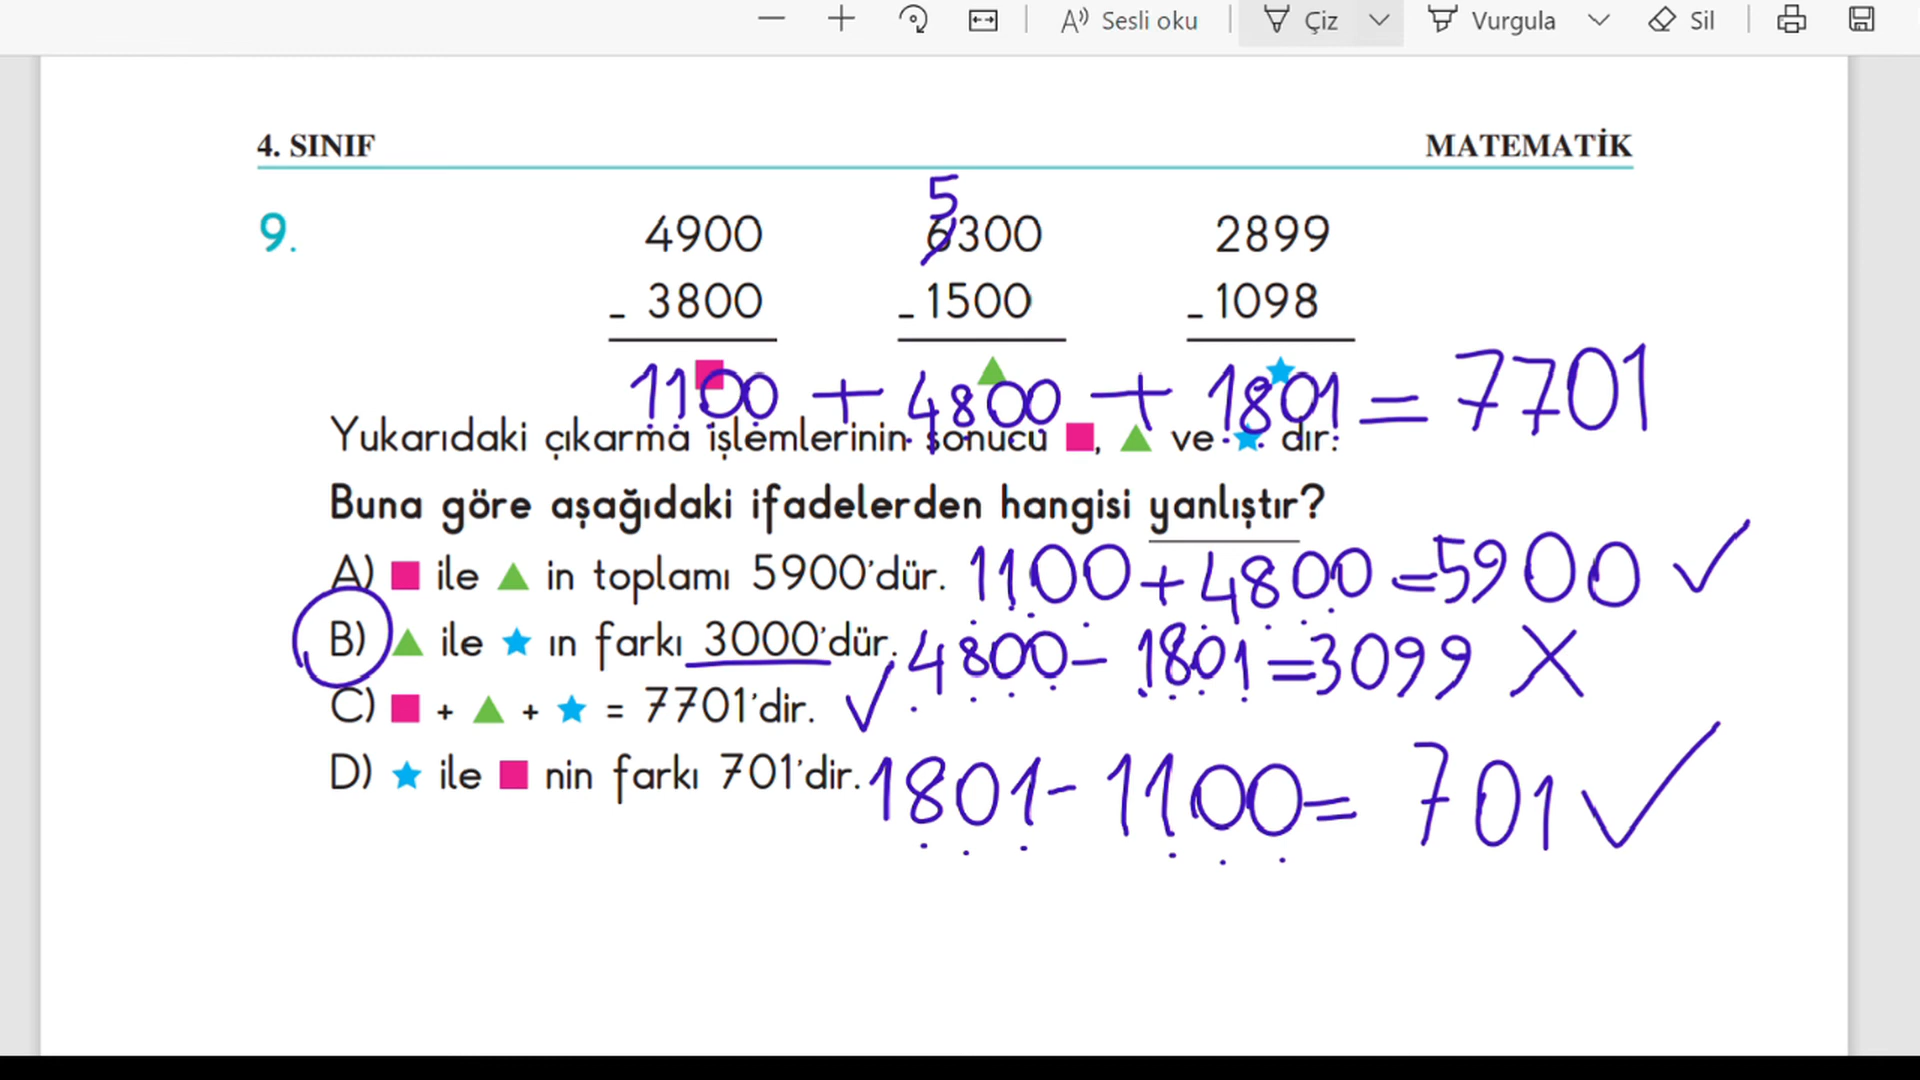 Sesli oku Çiz Vurgula Sil
4. SINIF MATEMATİK
5
9. 4900 6300 2899
- 3800 - 1500 - 1098
1100 + 4800 + 1801 = 7701
Yukarıdaki çıkarma işlemlerinin sonucu ■, ▲ ve ★ dır.
Buna göre aşağıdaki ifadelerden hangisi yanlıştır?
A) ■ ile ▲ in toplamı 5900'dür. 1100 + 4800 = 5900 ✓
B) ▲ ile ★ ın farkı 3000'dür. 4800 - 1801 = 3099 X
C) ■ + ▲ + ★ = 7701'dir. ✓
D) ★ ile ■ nin farkı 701'dir. 1801 - 1100 = 701 ✓